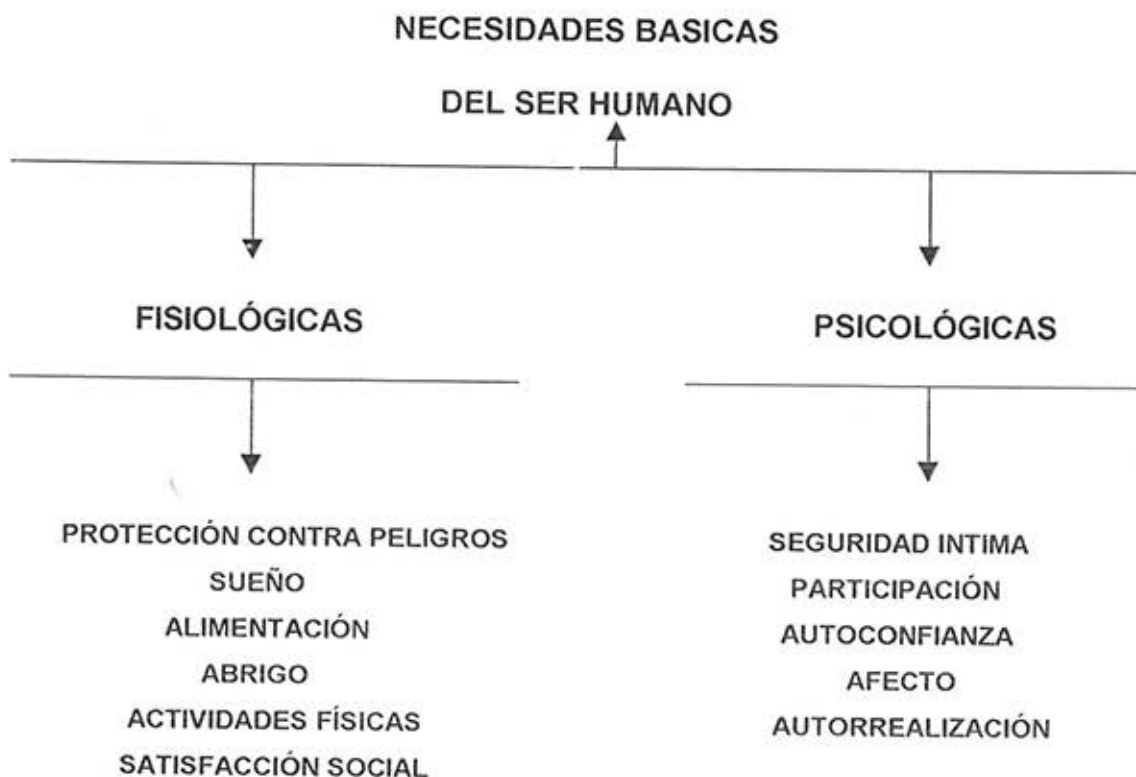 NECESIDADES BASICAS
DEL SER HUMANO
FISIOLÓGICAS
PSICOLÓGICAS
PROTECCIÓN CONTRA PELIGROS
SUEÑO
ALIMENTACIÓN
ABRIGO
ACTIVIDADES FÍSICAS
SATISFACCIÓN SOCIAL
SEGURIDAD INTIMA
PARTICIPACIÓN
AUTOCONFIANZA
AFECTO
AUTORREALIZACIÓN